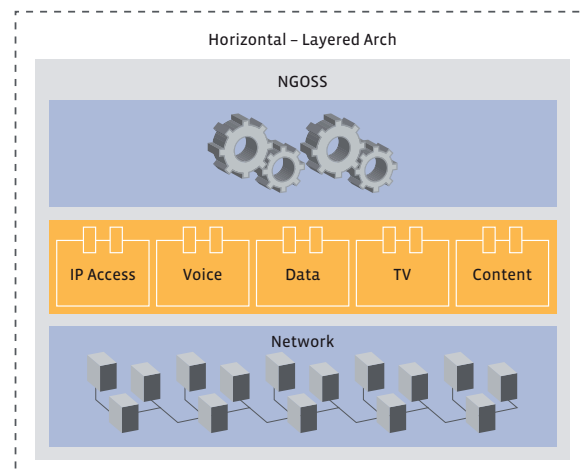 Horizontal – Layered Arch
NGOSS
IP Access Voice Data TV Content
Network